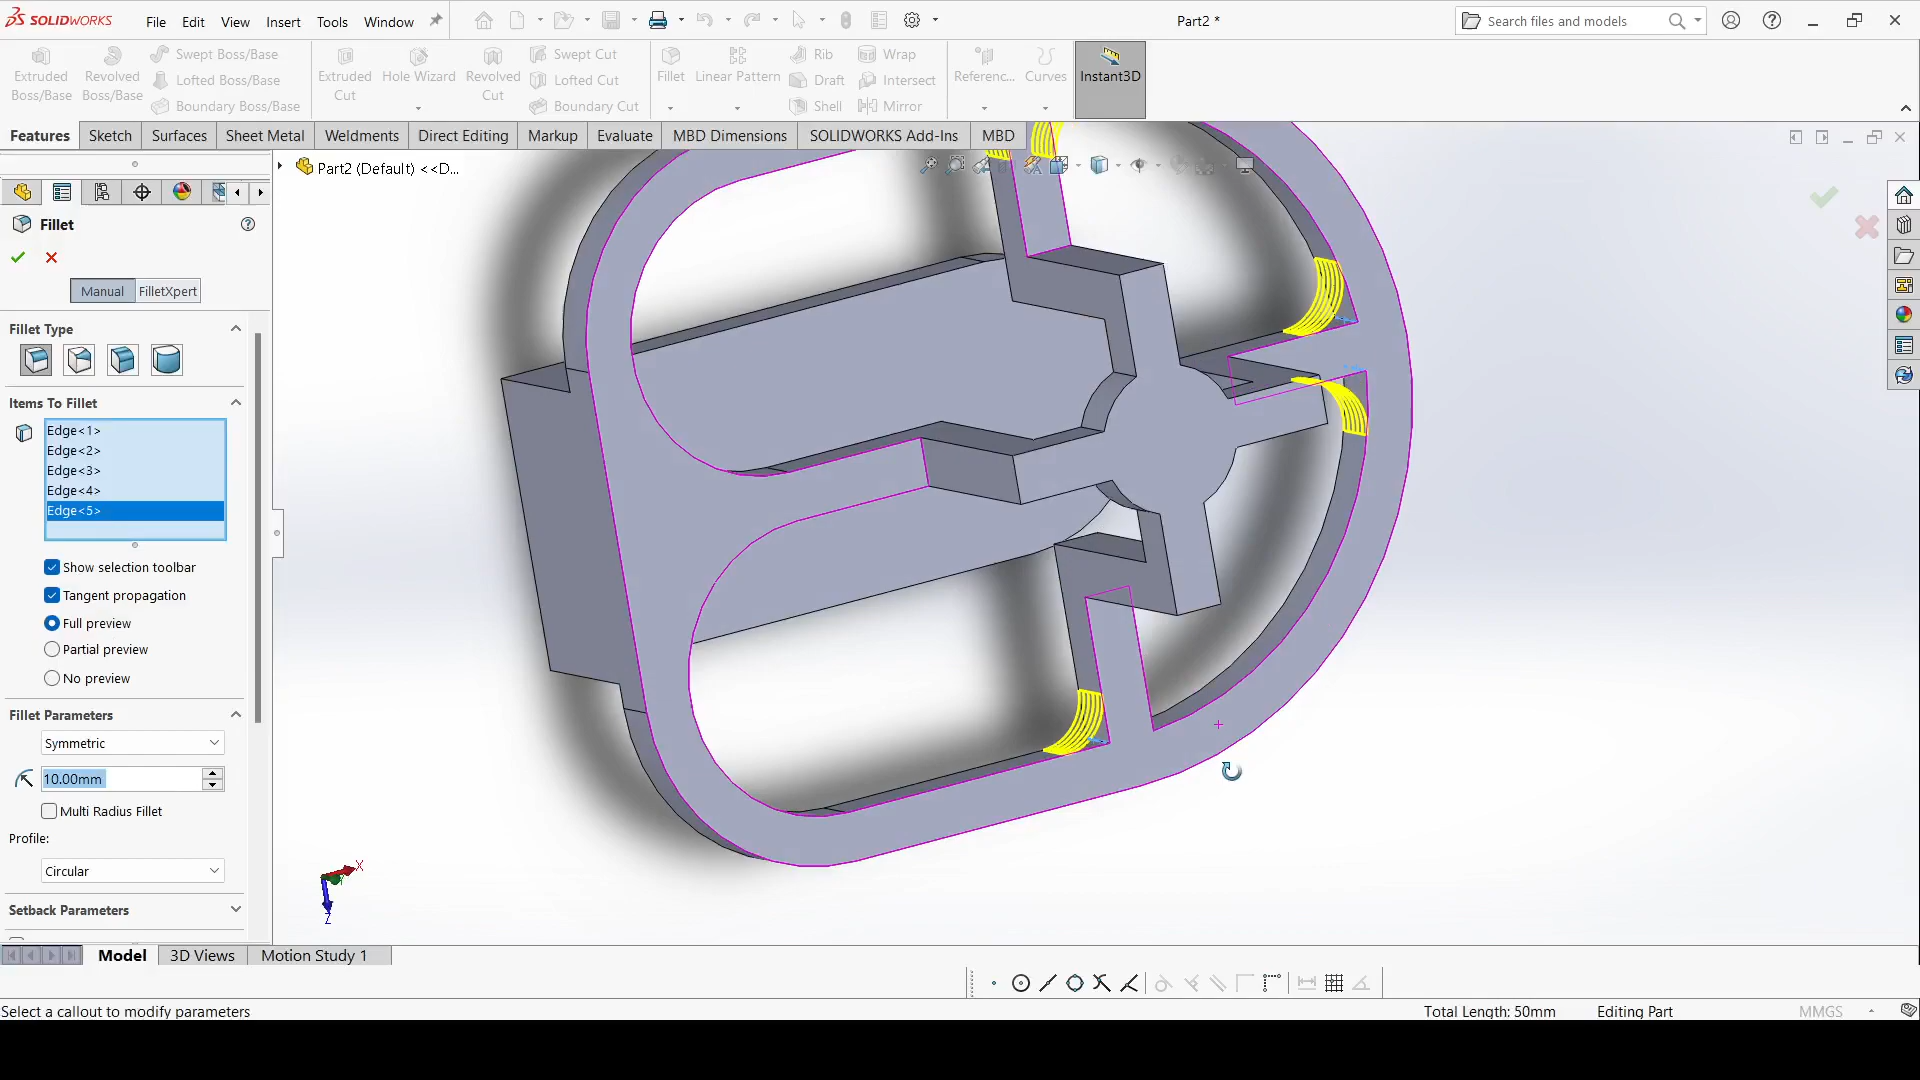 SOLIDWORKS File Edit View Insert Tools Window Part2 * Search files and models
Extruded Boss/Base
Revolved Boss/Base
Swept Boss/Base
Lofted Boss/Base
Boundary Boss/Base
Extruded Cut
Hole Wizard
Revolved Cut
Swept Cut
Lofted Cut
Boundary Cut
Fillet
Linear Pattern
Rib
Draft
Shell
Wrap
Intersect
Mirror
Referenc...
Curves
Instant3D
Features Sketch Surfaces Sheet Metal Weldments Direct Editing Markup Evaluate MBD Dimensions SOLIDWORKS Add-Ins MBD
Part2 (Default) <<D...
Fillet
Manual FilletXpert
Fillet Type
Items To Fillet
Edge<1>
Edge<2>
Edge<3>
Edge<4>
Edge<5>
Show selection toolbar
Tangent propagation
Full preview
Partial preview
No preview
Fillet Parameters
Symmetric
10.00mm
Multi Radius Fillet
Profile:
Circular
Setback Parameters
X
Z
Model 3D Views Motion Study 1
Select a callout to modify parameters Total Length: 50mm Editing Part MMGS